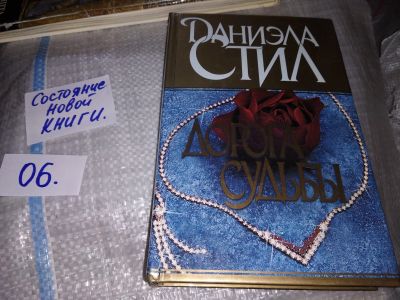 ДАНИЭЛА
СТИЛ
ДОРОГА
СУДЬБЫ
Состояние
новой
книги.
06.